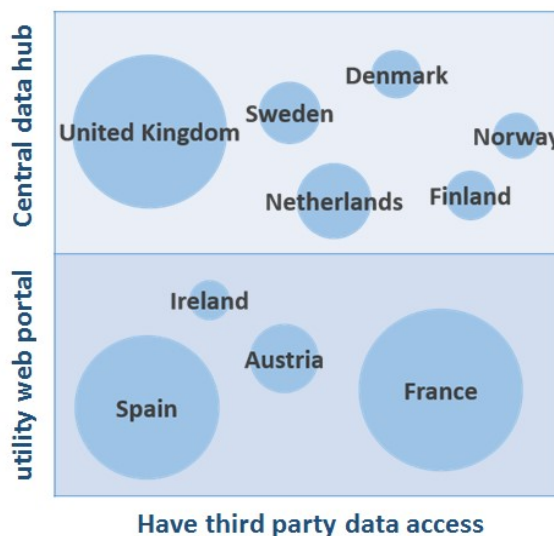 Central data hub
Denmark
Sweden
United Kingdom
Norway
Netherlands
Finland
utility web portal
Ireland
Austria
France
Spain
Have third party data access